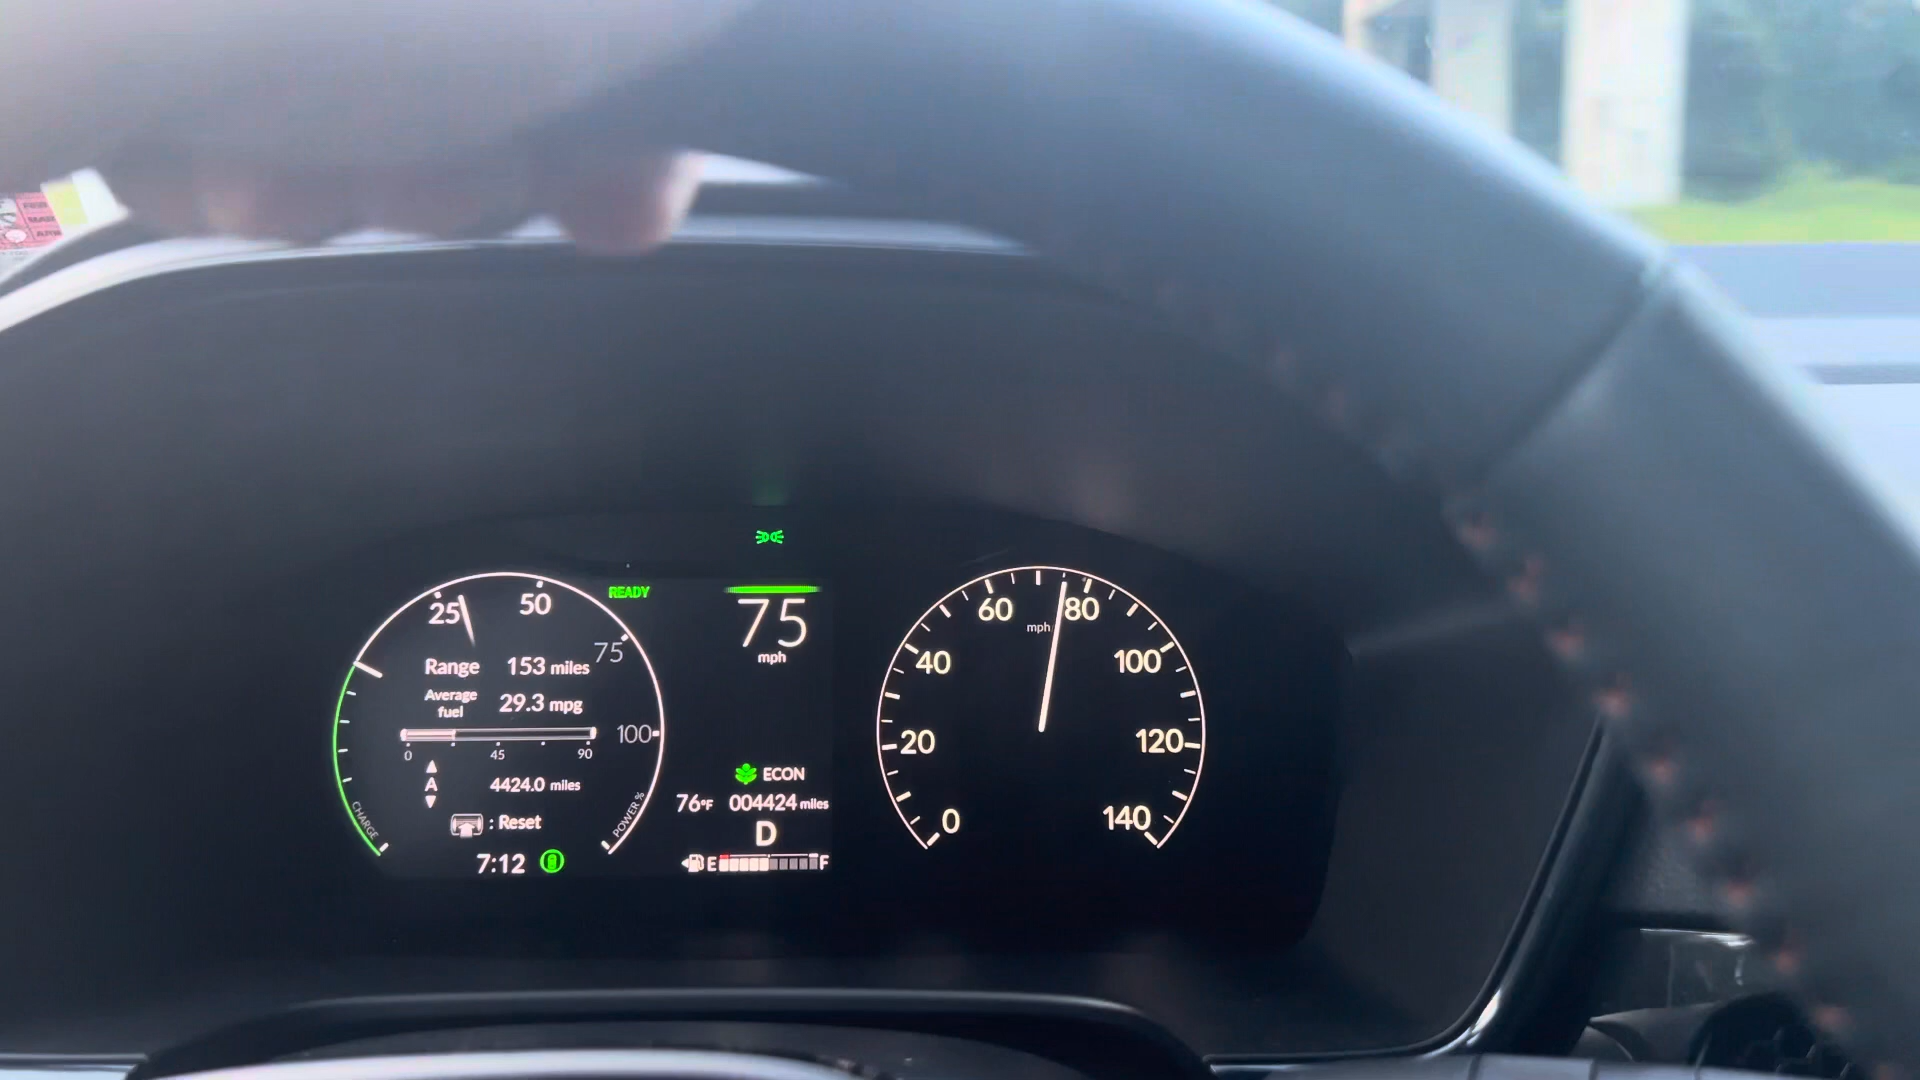 READY
25
50
75
100
Range 153 miles
Average fuel 29.3 mpg
0 45 90
A 4424.0 miles
: Reset
7:12
CHARGE
POWER %
75
mph
ECON
76°F 004424 miles
D
E F
0
20
40
60
mph
80
100
120
140